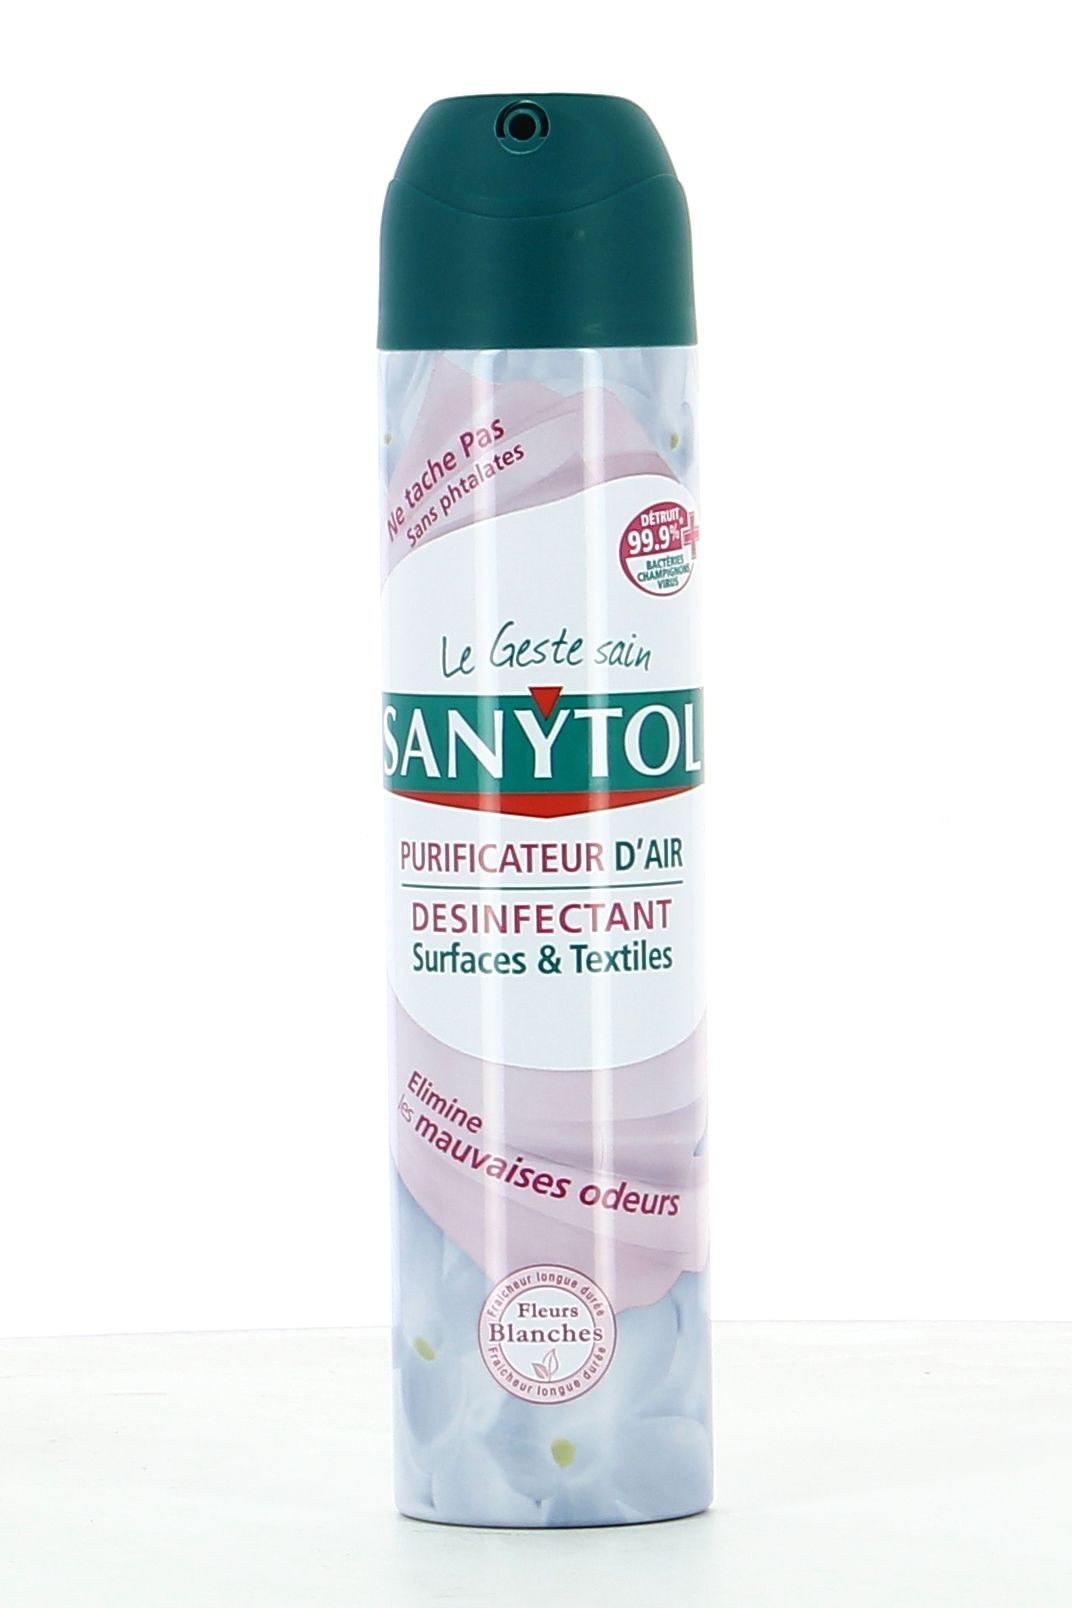 Ne tache Pas
Sans phtalates
DÉTRUIT
99.9%*
BACTÉRIES
CHAMPIGNONS
VIRUS
Le Geste sain
SANYTOL
PURIFICATEUR D'AIR
DESINFECTANT
Surfaces & Textiles
Elimine
les mauvaises odeurs
Fraîcheur longue durée
Fleurs
Blanches
Fraîcheur longue durée